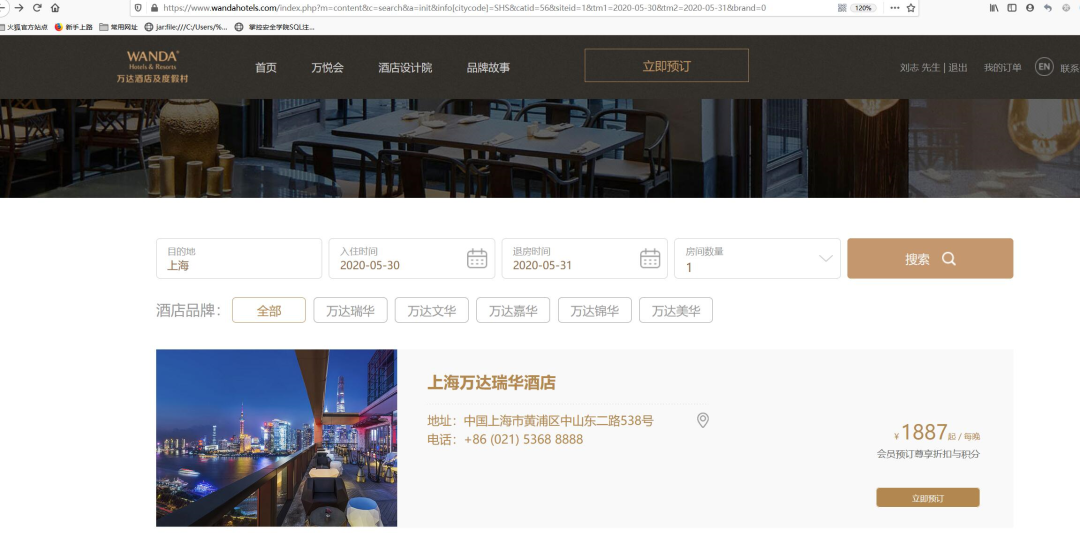 https://www.wandahotels.com/index.php?m=content&c=search&a=init&info[citycode]=SHS&catid=56&siteid=1&tm1=2020-05-30&tm2=2020-05-31&brand=0
120%
火狐官方站点 新手上路 常用网址 jar:file:///C:/Users/%... 掌控安全学院SQL注...
WANDA
Hotels & Resorts
万达酒店及度假村
首页 万悦会 酒店设计院 品牌故事 立即预订 刘志 先生 | 退出 我的订单 EN 联系
目的地 入住时间 退房时间 房间数量
上海 2020-05-30 2020-05-31 1 搜索
酒店品牌: 全部 万达瑞华 万达文华 万达嘉华 万达锦华 万达美华
上海万达瑞华酒店
地址：中国上海市黄浦区中山东二路538号
电话：+86 (021) 5368 8888
¥1887起 / 每晚
会员预订尊享折扣与积分
立即预订